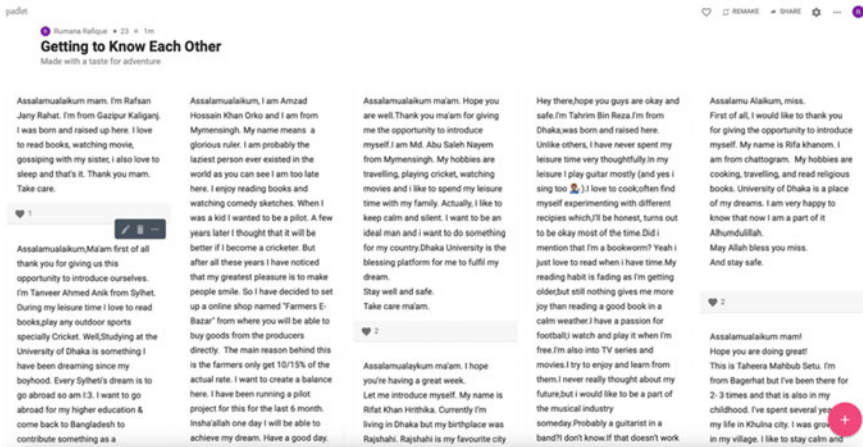 padlet
REMAKE
SHARE
R
Rumana Rafique • 23 • 1m
Getting to Know Each Other
Made with a taste for adventure
Assalamualaikum mam. I'm Rafsan
Jany Rahat. I'm from Gazipur Kaliganj.
I was born and raised up here. I love
to read books, watching movie,
gossiping with my sister, i also love to
sleep and that's it. Thank you mam.
Take care.
1
Assalamualaikum,Ma'am first of all
thank you for giving us this
opportunity to introduce ourselves.
I'm Tanveer Ahmed Anik from Sylhet.
During my leisure time I love to read
books,play any outdoor sports
specially Cricket. Well,Studying at the
University of Dhaka is something I
have been dreaming since my
boyhood. Every Sylheti's dream is to
go abroad so am I:3. I want to go
abroad for my higher education &
come back to Bangladesh to
contribute something as a
Assalamualaikum, I am Amzad
Hossain Khan Orko and I am from
Mymensingh. My name means a
glorious ruler. I am probably the
laziest person ever existed in the
world as you can see I am too late
here. I enjoy reading books and
watching comedy sketches. When I
was a kid I wanted to be a pilot. A few
years later I thought that it will be
better if I become a cricketer. But
after all these years I have noticed
that my greatest pleasure is to make
people smile. So I have decided to set
up a online shop named "Farmers E-
Bazar" from where you will be able to
buy goods from the producers
directly. The main reason behind this
is the farmers only get 10/15% of the
actual rate. I want to create a balance
here. I have been running a pilot
project for this for the last 6 month.
Insha'allah one day I will be able to
achieve my dream. Have a good day.
Assalamualaikum ma'am. Hope you
are well.Thank you ma'am for giving
me the opportunity to introduce
myself.I am Md. Abu Saleh Nayem
from Mymensingh. My hobbies are
travelling, playing cricket, watching
movies and i like to spend my leisure
time with my family. Actually, I like to
keep calm and silent. I want to be an
ideal man and i want to do something
for my country.Dhaka University is the
blessing platform for me to fulfil my
dream.
Stay well and safe.
Take care ma'am.
2
Assalamualaykum ma'am. I hope
you're having a great week.
Let me introduce myself. My name is
Rifat Khan Hrithika. Currently I'm
living in Dhaka but my birthplace was
Rajshahi. Rajshahi is my favourite city
Hey there,hope you guys are okay and
safe.I'm Tahrim Bin Reza.I'm from
Dhaka,was born and raised here.
Unlike others, I have never spent my
leisure time very thoughtfully.In my
leisure I play guitar mostly (and yes i
sing too).I love to cook;often find
myself experimenting with different
recipies which,I'll be honest, turns out
to be okay most of the time.Did i
mention that I'm a bookworm? Yeah i
just love to read when i have time.My
reading habit is fading as I'm getting
older,but still nothing gives me more
joy than reading a good book in a
calm weather.I have a passion for
football;i watch and play it when I'm
free.I'm also into TV series and
movies.I try to enjoy and learn from
them.I never really thought about my
future,but i would like to be a part of
the musical industry
someday.Probably a guitarist in a
band?I don't know.If that doesn't work
Assalamu Alaikum, miss.
First of all, I would like to thank you
for giving the opportunity to introduce
myself. My name is Rifa khanom. I
am from chattogram. My hobbies are
cooking, travelling, and read religious
books. University of Dhaka is a place
of my dreams. I am very happy to
know that now I am a part of it
Alhumdulillah.
May Allah bless you miss.
And stay safe.
2
Assalamualaikum mam!
Hope you are doing great!
This is Taheera Mahbub Setu. I'm
from Bagerhat but I've been there for
2- 3 times and that is also in my
childhood. I've spent several
my life in Khulna city. I was
in my village. I like to stay calm and